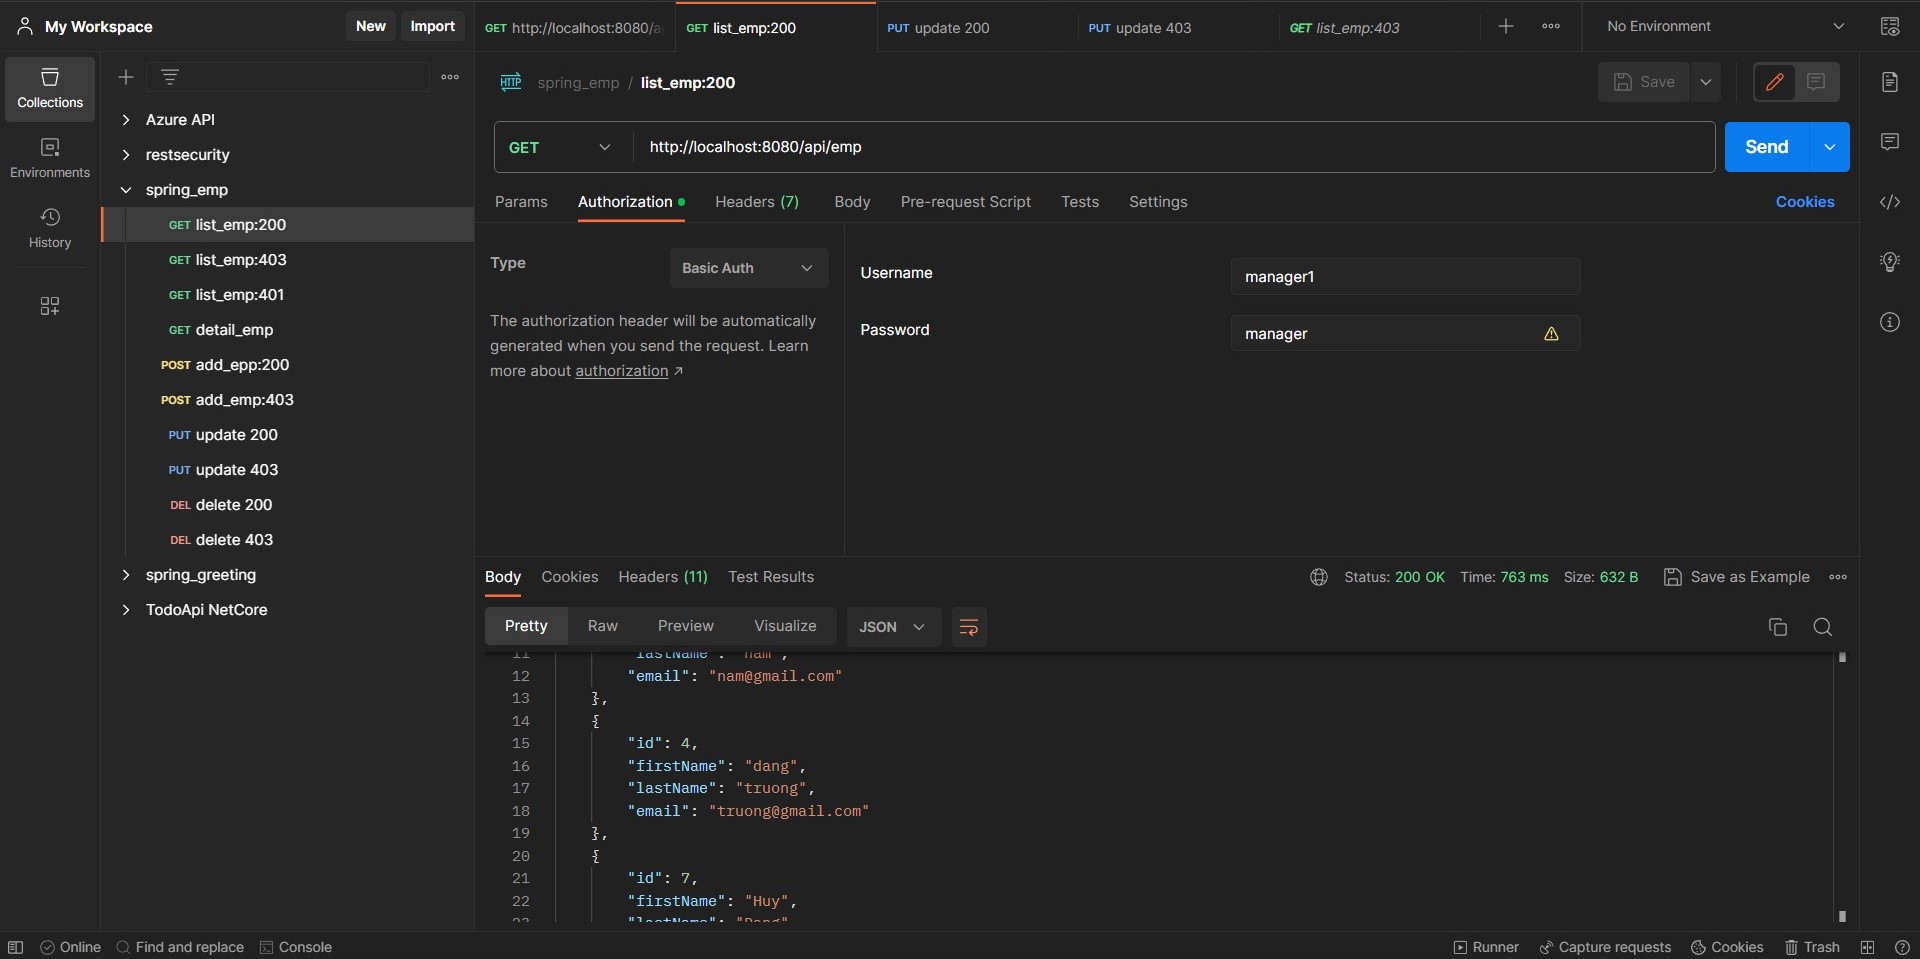 My Workspace
New
Import
GET http://localhost:8080/a
GET list_emp:200
PUT update 200
PUT update 403
GET list_emp:403
No Environment
Collections
Environments
History
Azure API
restsecurity
spring_emp
GET list_emp:200
GET list_emp:403
GET list_emp:401
GET detail_emp
POST add_epp:200
POST add_emp:403
PUT update 200
PUT update 403
DEL delete 200
DEL delete 403
spring_greeting
TodoApi NetCore
HTTP spring_emp / list_emp:200
Save
GET http://localhost:8080/api/emp
Send
Params Authorization Headers (7) Body Pre-request Script Tests Settings
Cookies
Type
Basic Auth
The authorization header will be automatically
generated when you send the request. Learn
more about authorization ↗
Username
manager1
Password
manager
Body Cookies Headers (11) Test Results
Status: 200 OK Time: 763 ms Size: 632 B
Save as Example
Pretty Raw Preview Visualize JSON
11 "lastName": "nam",
12 "email": "nam@gmail.com"
13 },
14 {
15 "id": 4,
16 "firstName": "dang",
17 "lastName": "truong",
18 "email": "truong@gmail.com"
19 },
20 {
21 "id": 7,
22 "firstName": "Huy",
23 "lastName": "Dang"
Online Find and replace Console
Runner Capture requests Cookies Trash